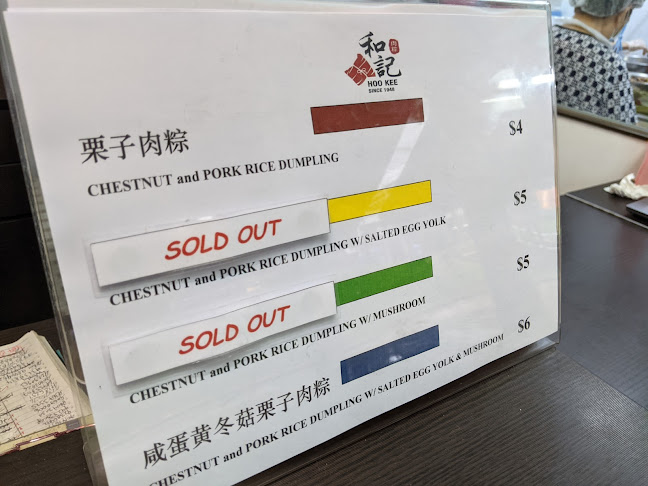 和記
HOO KEE
SINCE 1949
栗子肉粽
$4
CHESTNUT and PORK RICE DUMPLING
SOLD OUT
$5
CHESTNUT and PORK RICE DUMPLING W/ SALTED EGG YOLK
SOLD OUT
$5
CHESTNUT and PORK RICE DUMPLING W/ MUSHROOM
咸蛋黄冬菇栗子肉粽
$6
CHESTNUT and PORK RICE DUMPLING W/ SALTED EGG YOLK & MUSHROOM